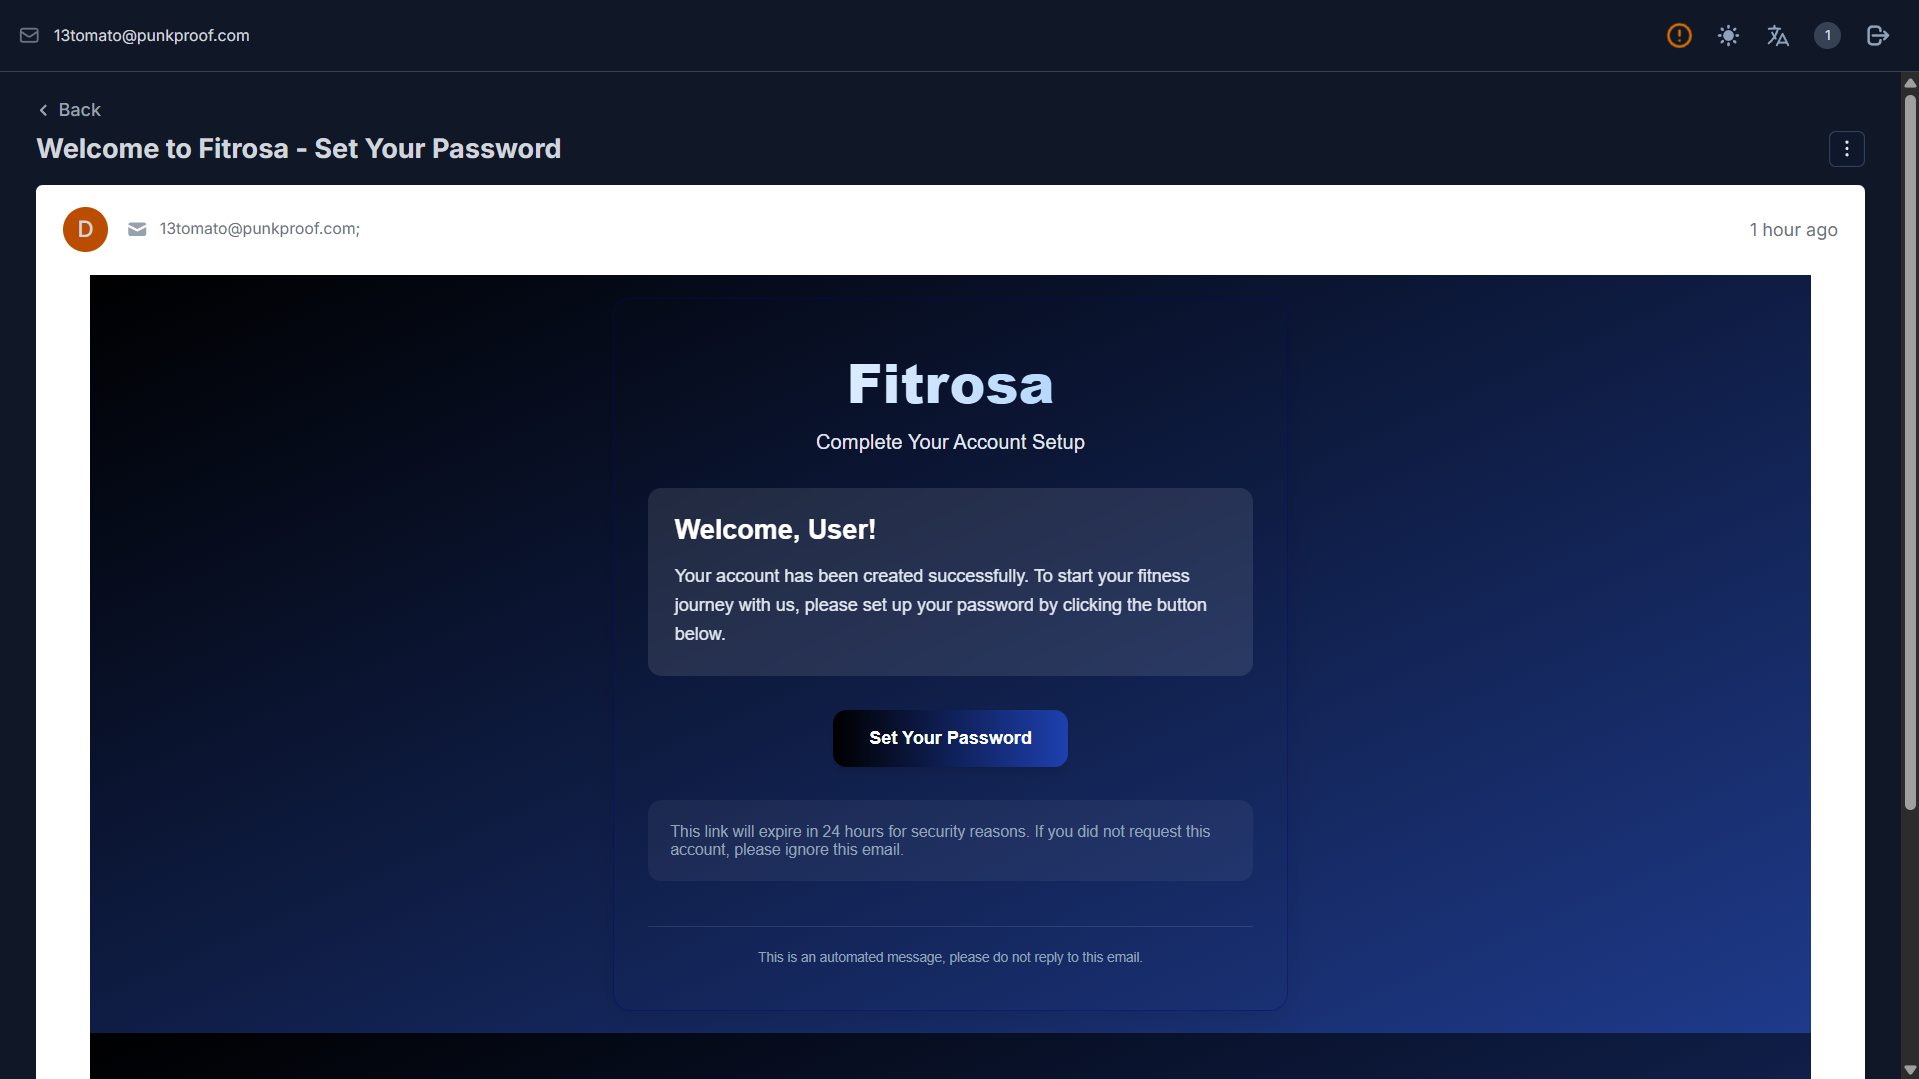 13tomato@punkproof.com
1
Back
Welcome to Fitrosa - Set Your Password
D
13tomato@punkproof.com;
1 hour ago
Fitrosa
Complete Your Account Setup
Welcome, User!
Your account has been created successfully. To start your fitness
journey with us, please set up your password by clicking the button
below.
Set Your Password
This link will expire in 24 hours for security reasons. If you did not request this
account, please ignore this email.
This is an automated message, please do not reply to this email.